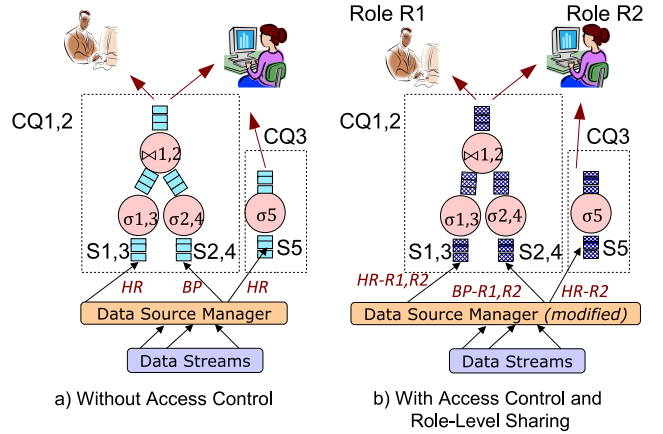 Role R1
Role R2
CQ1,2
CQ3
⋈1,2
σ1,3
σ2,4
σ5
S1,3
S2,4
S5
HR
BP
HR
Data Source Manager
Data Streams
a) Without Access Control
CQ1,2
CQ3
⋈1,2
σ1,3
σ2,4
σ5
S1,3
S2,4
S5
HR-R1,R2
BP-R1,R2
HR-R2
Data Source Manager (modified)
Data Streams
b) With Access Control and
Role-Level Sharing